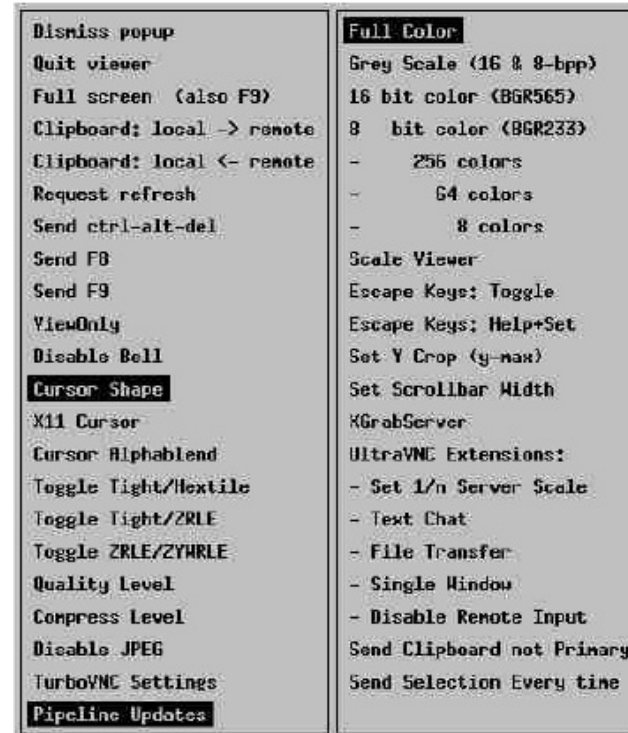 Dismiss popup
Quit viewer
Full screen  (also F9)
Clipboard: local -> remote
Clipboard: local <- remote
Request refresh
Send ctrl-alt-del
Send F8
Send F9
ViewOnly
Disable Bell
Cursor Shape
X11 Cursor
Cursor Alphablend
Toggle Tight/Hextile
Toggle Tight/ZRLE
Toggle ZRLE/ZYWRLE
Quality Level
Compress Level
Disable JPEG
TurboVNC Settings
Pipeline Updates
Full Color
Grey Scale (16 & 8-bpp)
16 bit color (BGR565)
8   bit color (BGR233)
-      256 colors
-        64 colors
-          8 colors
Scale Viewer
Escape Keys: Toggle
Escape Keys: Help+Set
Set Y Crop (y-max)
Set Scrollbar Width
XGrabServer
UltraVNC Extensions:
- Set 1/n Server Scale
- Text Chat
- File Transfer
- Single Window
- Disable Remote Input
Send Clipboard not Primary
Send Selection Every time